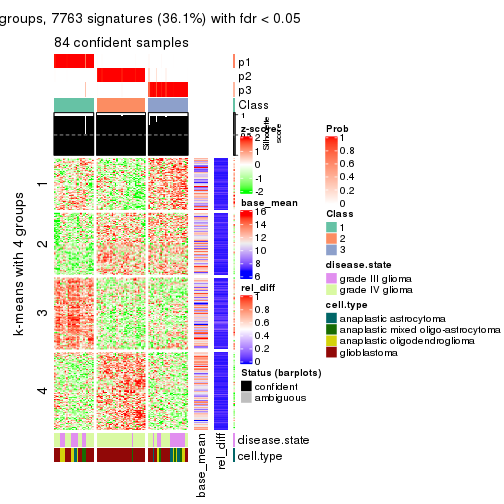 groups, 7763 signatures (36.1%) with fdr < 0.05
84 confident samples
p1
p2
p3
Class
1
Silhouette
score
z-score
2
1
0
-1
-2
base_mean
16
14
12
10
8
6
rel_diff
1
0.8
0.6
0.4
0.2
0
Status (barplots)
confident
ambiguous
Prob
1
0.8
0.6
0.4
0.2
0
Class
1
2
3
disease.state
grade III glioma
grade IV glioma
cell.type
anaplastic astrocytoma
anaplastic mixed oligo-astrocytoma
anaplastic oligodendroglioma
glioblastoma
k-means with 4 groups
1
2
3
4
disease.state
cell.type
base_mean
rel_diff